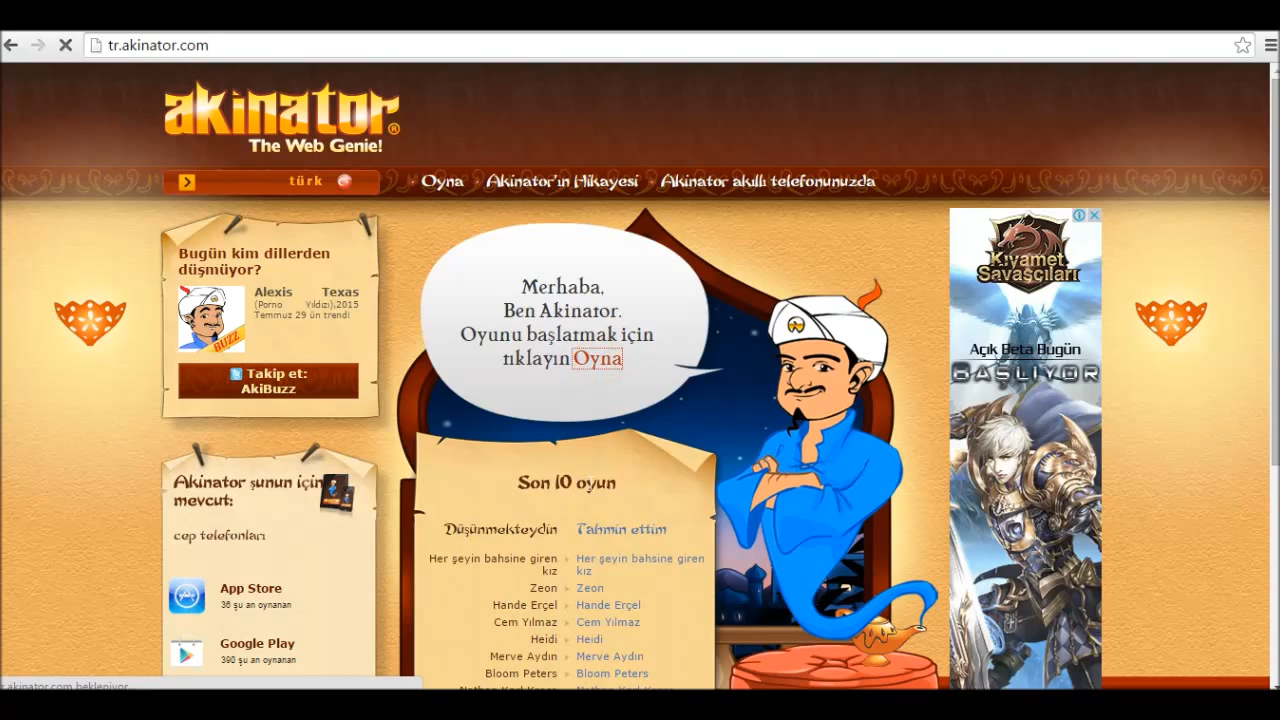 tr.akinator.com
akinator®
The Web Genie!
türk
Oyna
Akinator'ın Hikayesi
Akinator akıllı telefonunuzda
Bugün kim dillerden
düşmüyor?
Alexis Texas
(Porno Yıldızı),2015
Temmuz 29 ün trendi
BUZZ
Takip et:
AkiBuzz
Merhaba,
Ben Akinator.
Oyunu başlatmak için
tıklayın Oyna
Kıyamet
Savaşçıları
Açık Beta Bugün
BAŞLIYOR
Akinator şunun için
mevcut:
cep telefonları
App Store
36 şu an oynanan
Google Play
390 şu an oynanan
Son 10 oyun
Düşünmekteydin Tahmin ettim
Her şeyin bahsine giren kız Her şeyin bahsine giren kız
Zeon Zeon
Hande Erçel Hande Erçel
Cem Yılmaz Cem Yılmaz
Heidi Heidi
Merve Aydın Merve Aydın
Bloom Peters Bloom Peters
.akinator.com bekleniyor